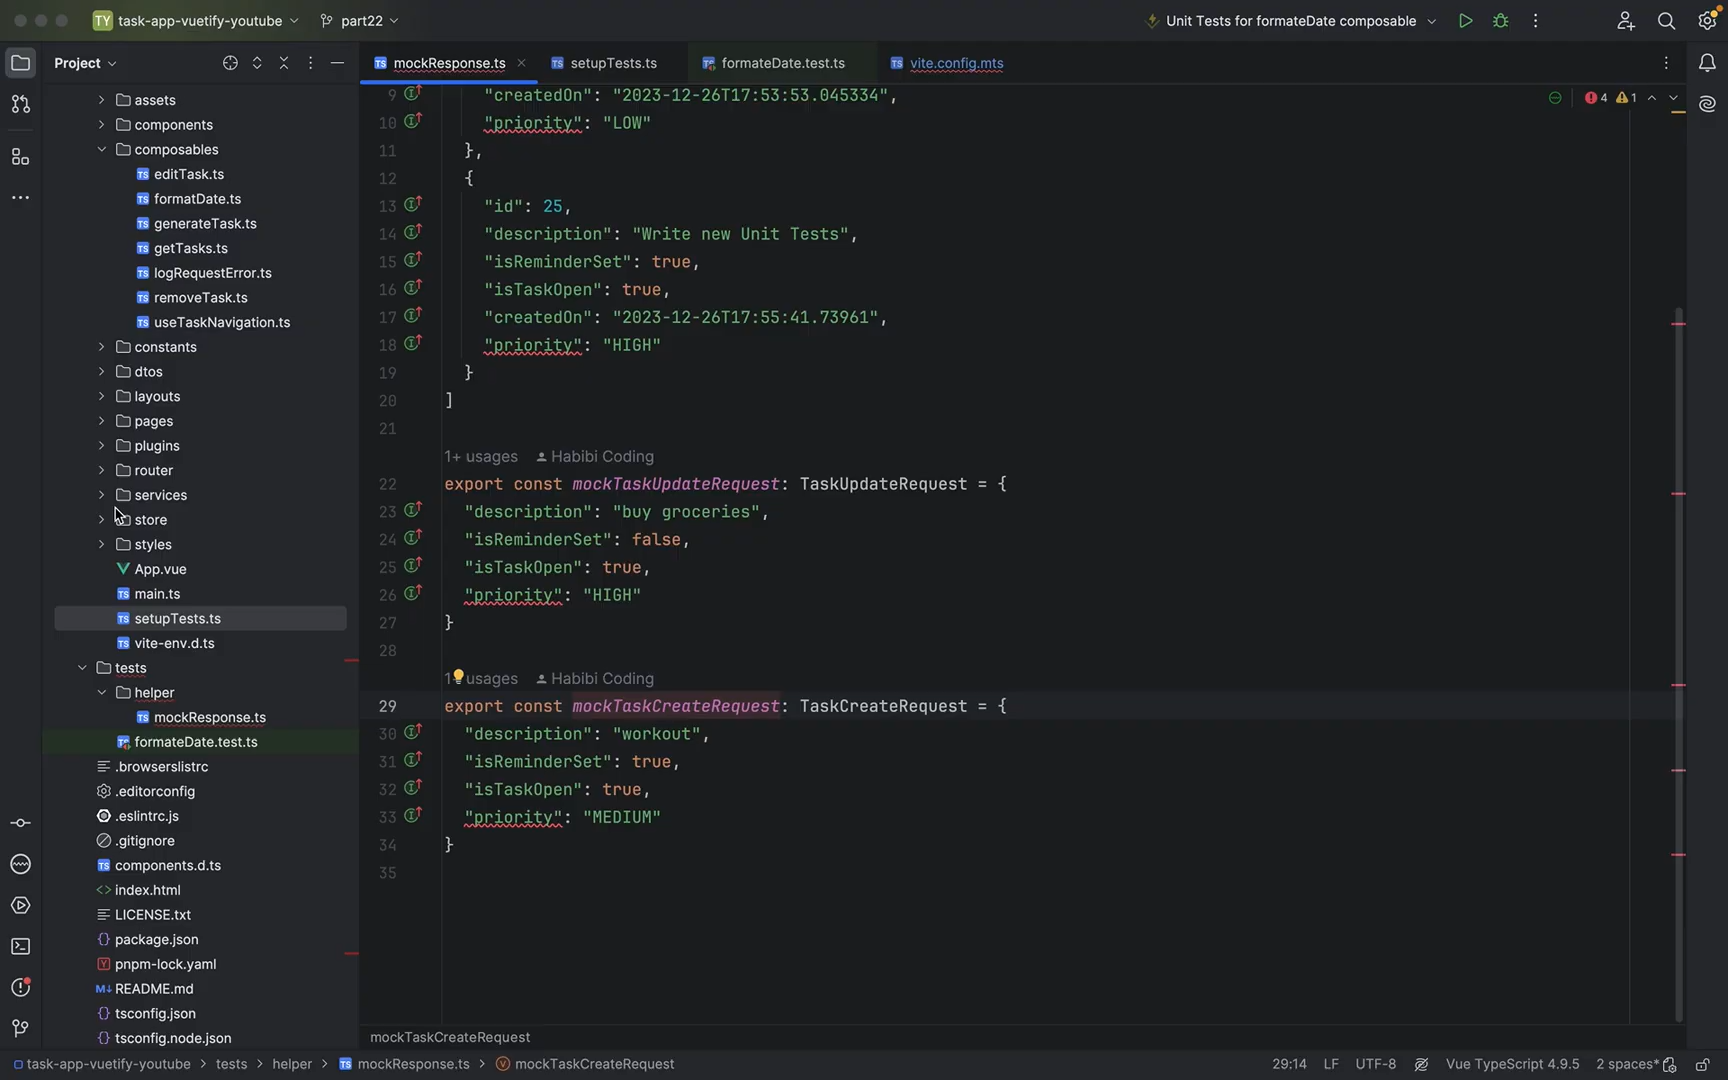 TY task-app-vuetify-youtube part22 Unit Tests for formateDate composable
Project
mockResponse.ts setupTests.ts formateDate.test.ts vite.config.mts
4 1
assets
components
composables
editTask.ts
formatDate.ts
generateTask.ts
getTasks.ts
logRequestError.ts
removeTask.ts
useTaskNavigation.ts
constants
dtos
layouts
pages
plugins
router
services
store
styles
App.vue
main.ts
setupTests.ts
vite-env.d.ts
tests
helper
mockResponse.ts
formateDate.test.ts
.browserslistrc
.editorconfig
.eslintrc.js
.gitignore
components.d.ts
index.html
LICENSE.txt
package.json
pnpm-lock.yaml
README.md
tsconfig.json
tsconfig.node.json
9 "createdOn": "2023-12-26T17:53:53.045334",
10 "priority": "LOW"
11 },
12 {
13 "id": 25,
14 "description": "Write new Unit Tests",
15 "isReminderSet": true,
16 "isTaskOpen": true,
17 "createdOn": "2023-12-26T17:55:41.73961",
18 "priority": "HIGH"
19 }
20 ]
21
1+ usages Habibi Coding
22 export const mockTaskUpdateRequest: TaskUpdateRequest = {
23 "description": "buy groceries",
24 "isReminderSet": false,
25 "isTaskOpen": true,
26 "priority": "HIGH"
27 }
28
usages Habibi Coding
29 export const mockTaskCreateRequest: TaskCreateRequest = {
30 "description": "workout",
31 "isReminderSet": true,
32 "isTaskOpen": true,
33 "priority": "MEDIUM"
34 }
35
mockTaskCreateRequest
task-app-vuetify-youtube > tests > helper > mockResponse.ts > mockTaskCreateRequest 29:14 LF UTF-8 Vue TypeScript 4.9.5 2 spaces*